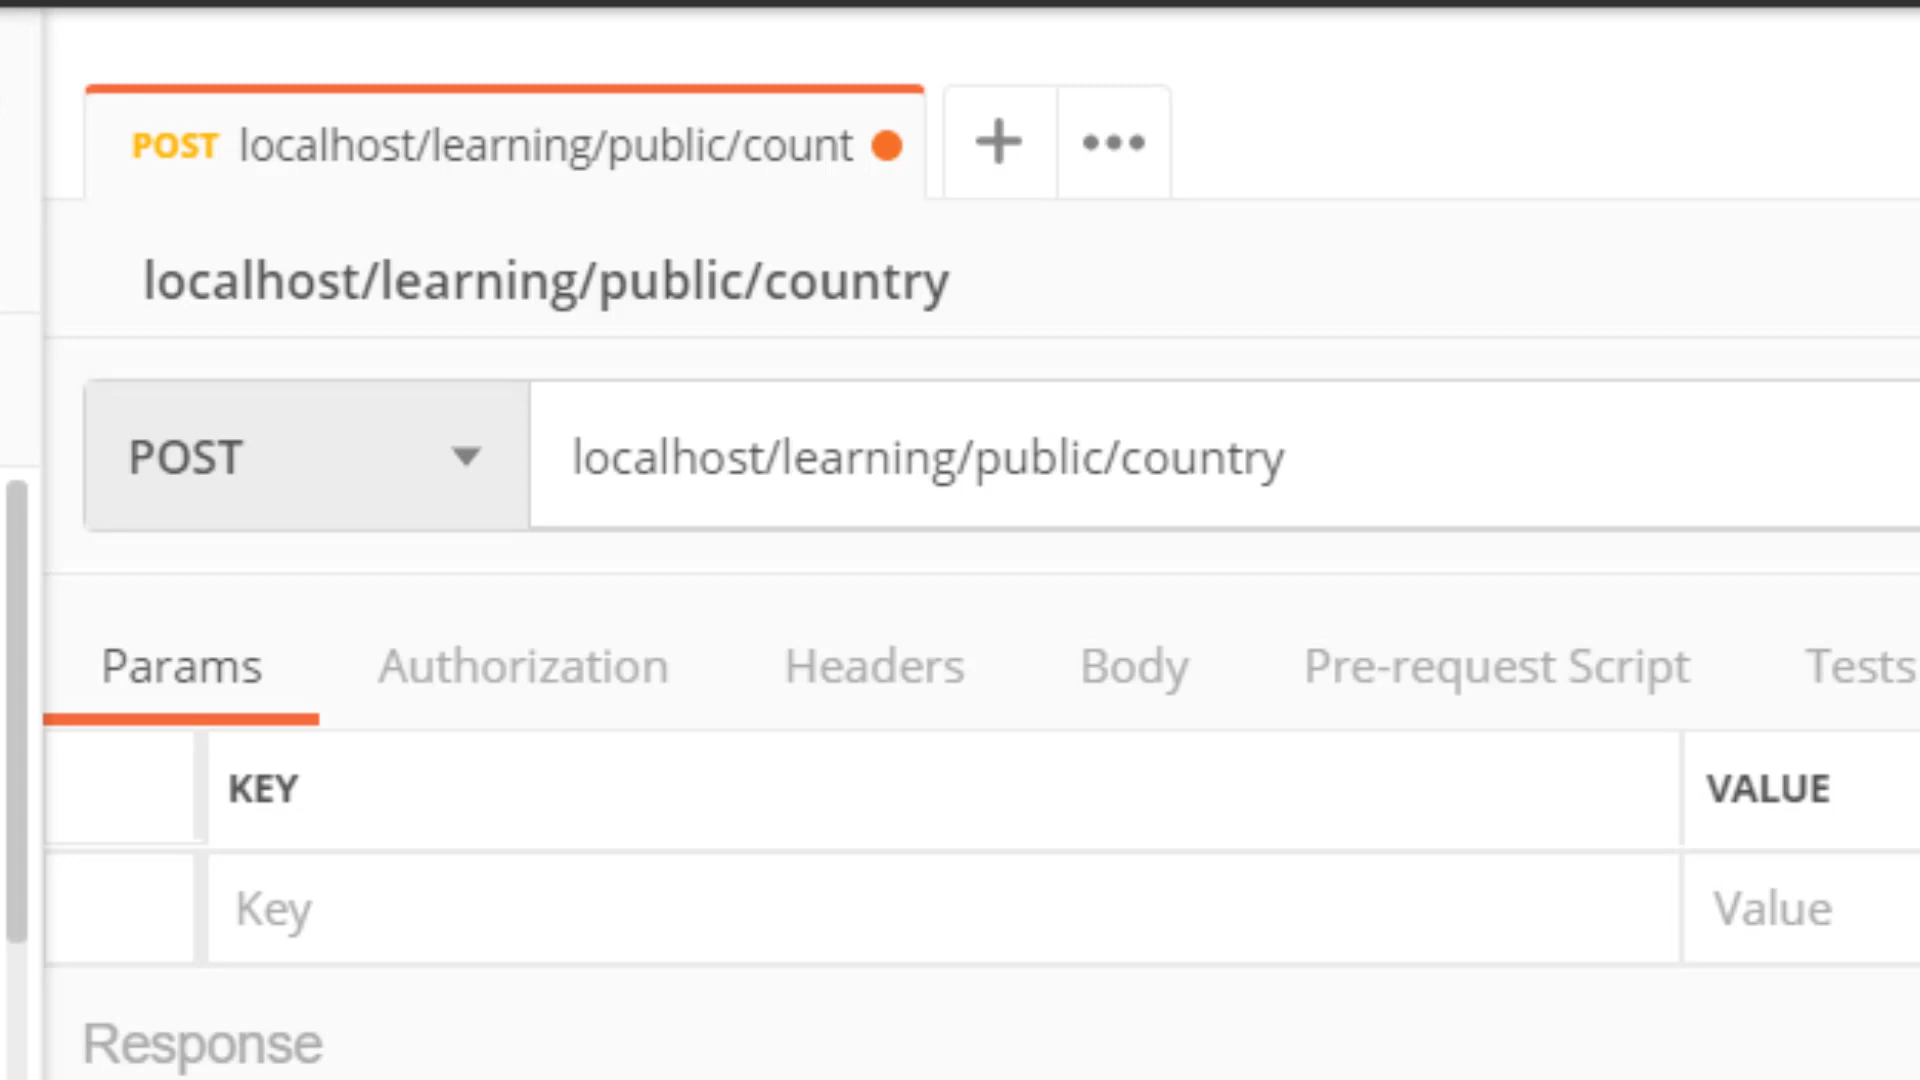 POST localhost/learning/public/count
localhost/learning/public/country
POST localhost/learning/public/country
Params Authorization Headers Body Pre-request Script Tests
KEY VALUE
Key Value
Response